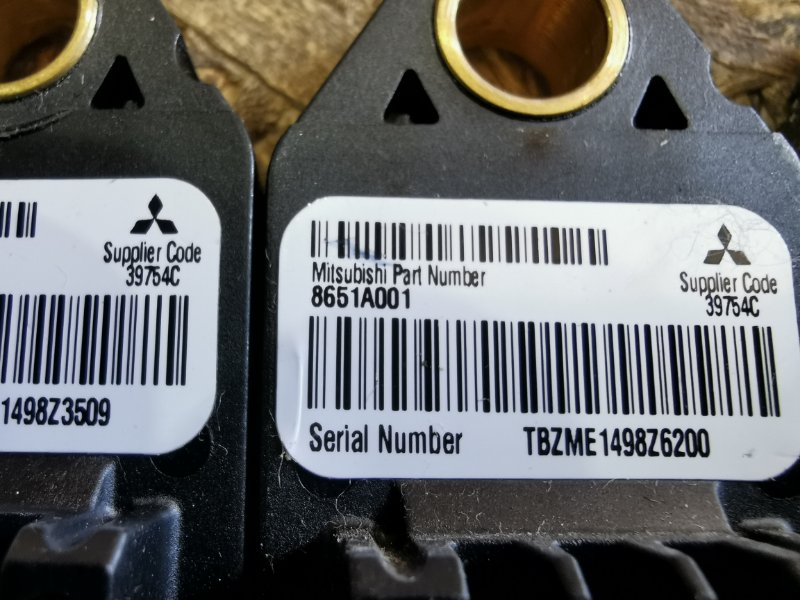 Supplier Code
39754C
1498Z3509
Mitsubishi Part Number
8651A001
Supplier Code
39754C
Serial Number TBZME1498Z6200